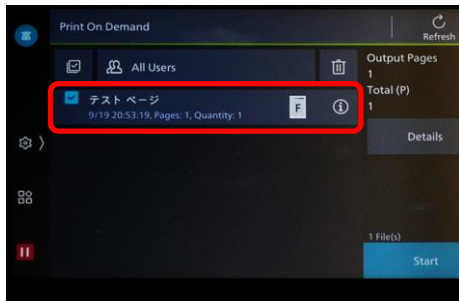 Print On Demand
Refresh
All Users
Output Pages
1
Total (P)
1
テスト ページ
9/19 20:53:19, Pages: 1, Quantity: 1
F
Details
1 File(s)
Start